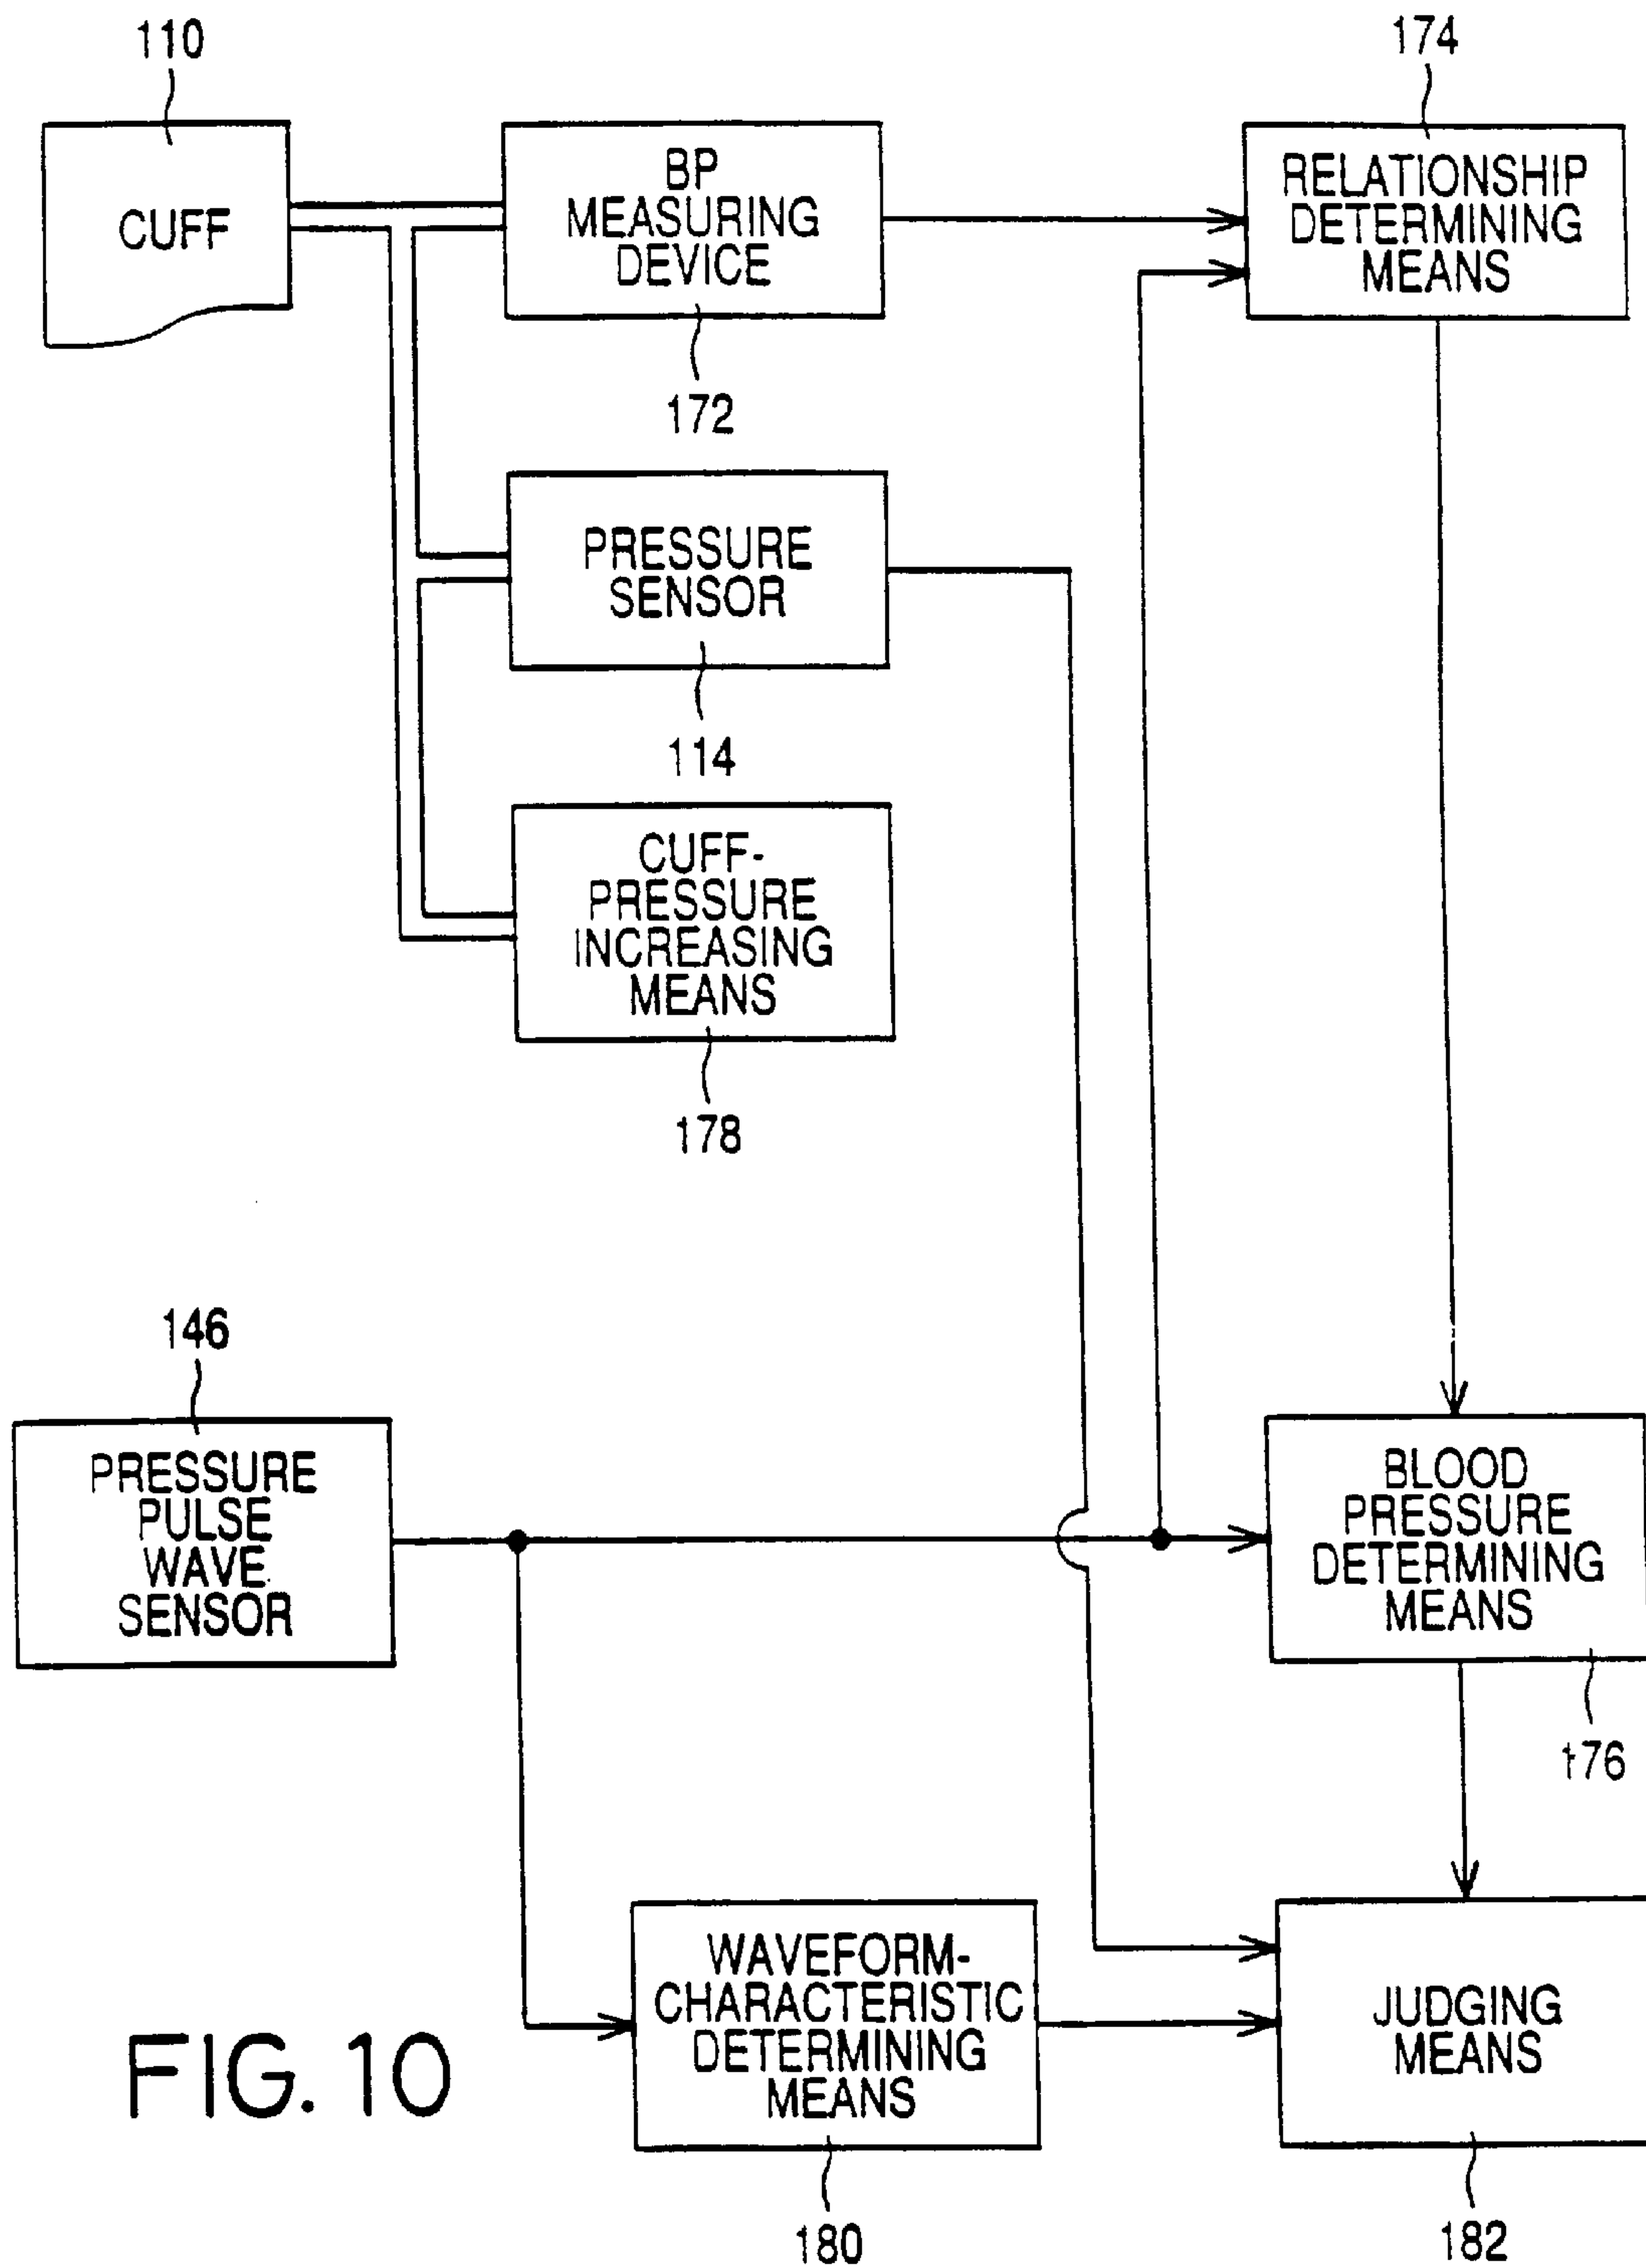 110
174
CUFF
BP
MEASURING
DEVICE
RELATIONSHIP
DETERMINING
MEANS
172
PRESSURE
SENSOR
114
CUFF-
PRESSURE
INCREASING
MEANS
178
146
PRESSURE
PULSE
WAVE
SENSOR
BLOOD
PRESSURE
DETERMINING
MEANS
176
WAVEFORM-
CHARACTERISTIC
DETERMINING
MEANS
JUDGING
MEANS
FIG. 10
180
182